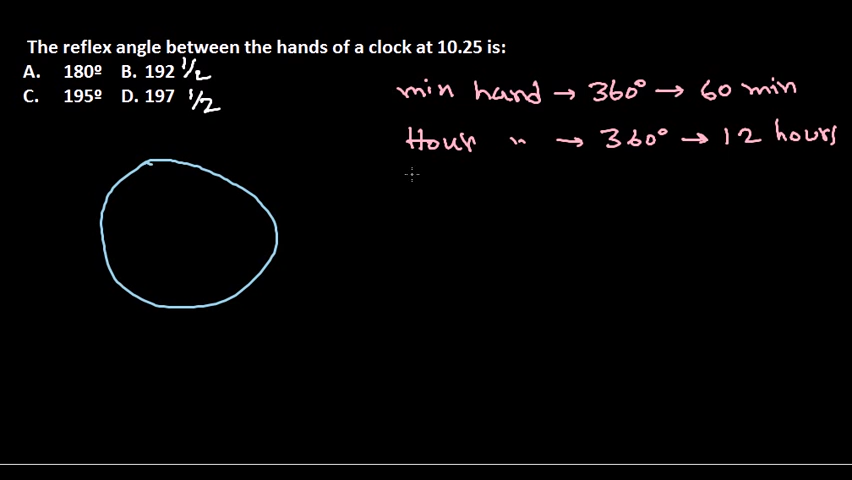 The reflex angle between the hands of a clock at 10.25 is:
A. 180º B. 192 1/2
C. 195º D. 197 1/2
min hand → 360° → 60 min
Hour " → 360° → 12 hours